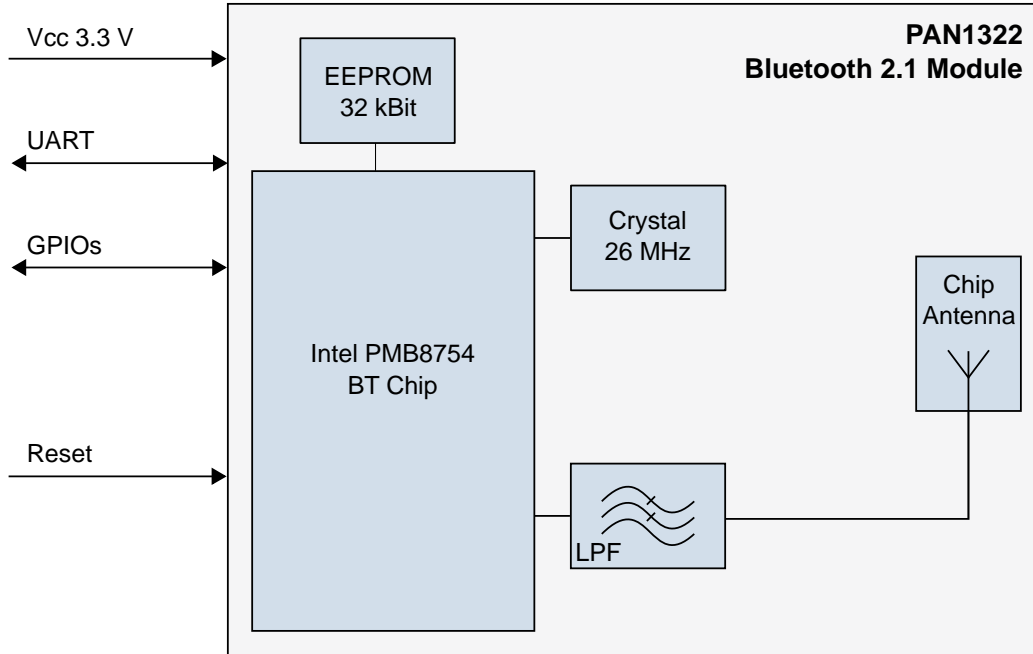 Vcc 3.3 V
PAN1322
Bluetooth 2.1 Module
EEPROM
32 kBit
UART
Crystal
26 MHz
GPIOs
Chip
Antenna
Intel PMB8754
BT Chip
Reset
LPF